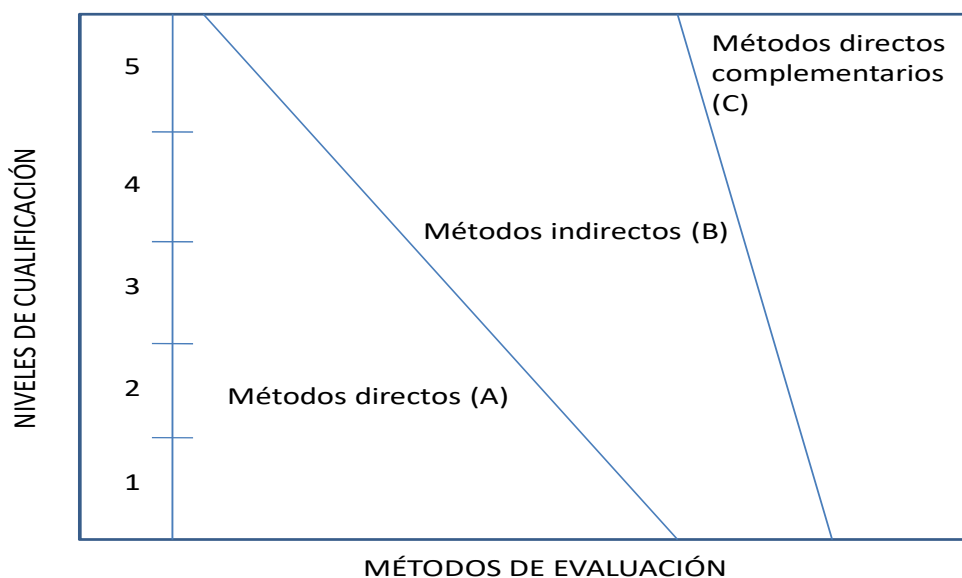 NIVELES DE CUALIFICACIÓN
5
4
3
2
1
Métodos directos
complementarios
(C)
Métodos indirectos (B)
Métodos directos (A)
MÉTODOS DE EVALUACIÓN